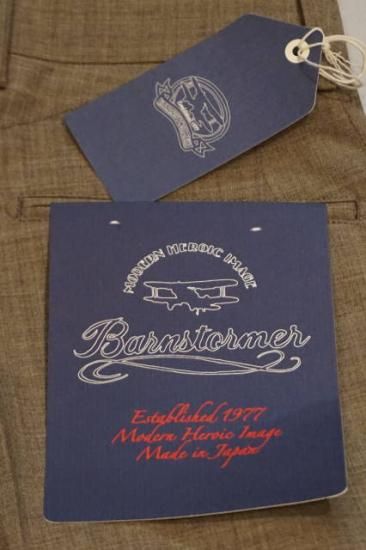 MODERN HEROIC IMAGE
Barnstormer
Established 1977
Modern Heroic Image
Made in Japan